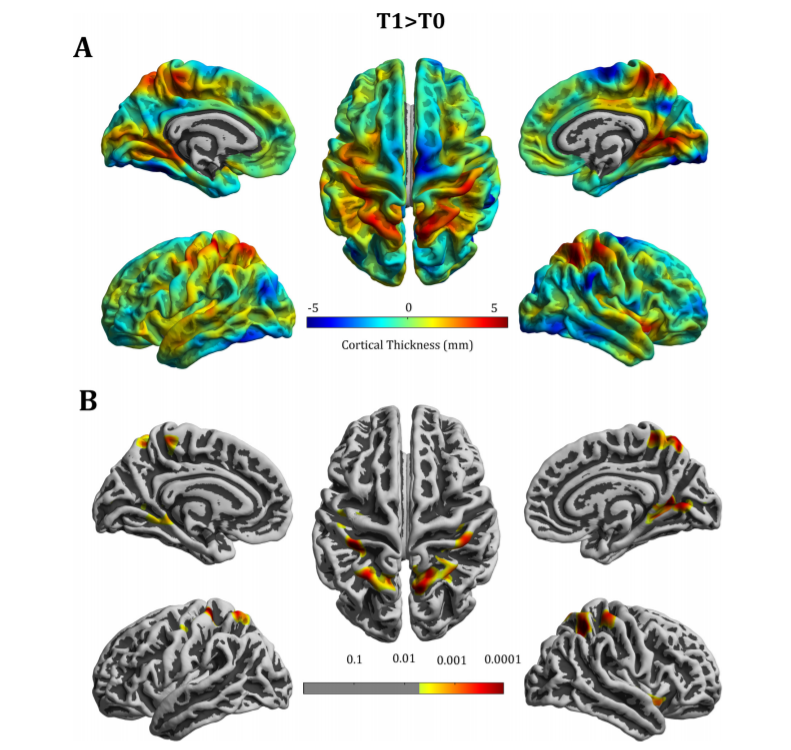 T1>T0
A
-5 0 5
Cortical Thickness (mm)
B
0.1 0.01 0.001 0.0001